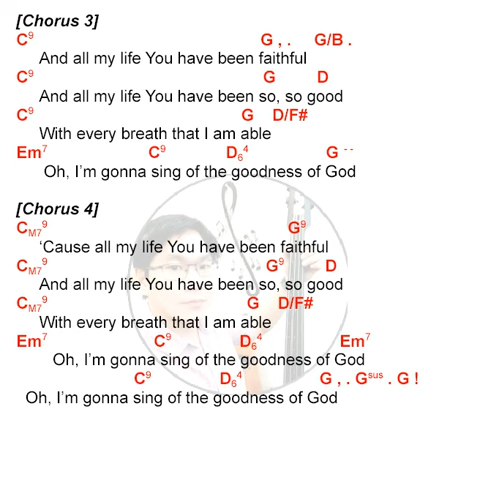 [Chorus 3]
C9 G , . G/B .
And all my life You have been faithful
C9 G D
And all my life You have been so, so good
C9 G D/F#
With every breath that I am able
Em7 C9 D64 G - -
Oh, I'm gonna sing of the goodness of God
[Chorus 4]
CM79 G9
'Cause all my life You have been faithful
CM79 G9 D
And all my life You have been so, so good
CM79 G D/F#
With every breath that I am able
Em7 C9 D64 Em7
Oh, I'm gonna sing of the goodness of God
C9 D64 G , . Gsus . G !
Oh, I'm gonna sing of the goodness of God